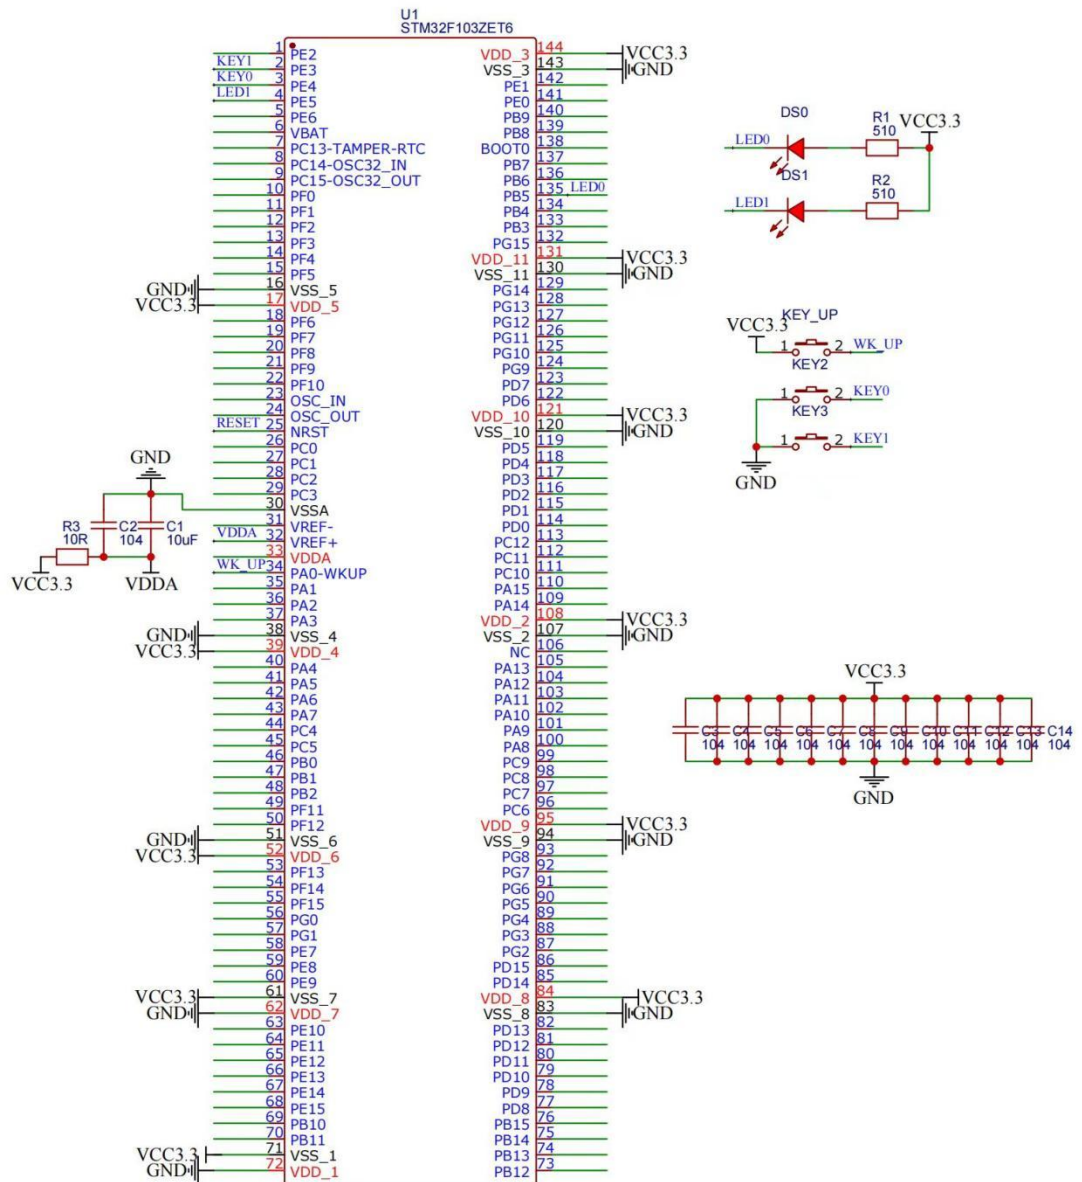 U1
STM32F103ZET6
1 PE2
KEY1 2 PE3
KEY0 3 PE4
LED1 4 PE5
5 PE6
6 VBAT
7 PC13-TAMPER-RTC
8 PC14-OSC32_IN
9 PC15-OSC32_OUT
10 PF0
11 PF1
12 PF2
13 PF3
14 PF4
15 PF5
GND 16 VSS_5
VCC3.3 17 VDD_5
18 PF6
19 PF7
20 PF8
21 PF9
22 PF10
23 OSC_IN
24 OSC_OUT
RESET 25 NRST
26 PC0
27 PC1
28 PC2
29 PC3
30 VSSA
31 VREF-
VDDA 32 VREF+
33 VDDA
WK_UP 34 PA0-WKUP
35 PA1
36 PA2
37 PA3
GND 38 VSS_4
VCC3.3 39 VDD_4
40 PA4
41 PA5
42 PA6
43 PA7
44 PC4
45 PC5
46 PB0
47 PB1
48 PB2
49 PF11
50 PF12
GND 51 VSS_6
VCC3.3 52 VDD_6
53 PF13
54 PF14
55 PF15
56 PG0
57 PG1
58 PE7
59 PE8
60 PE9
VCC3.3 61 VSS_7
GND 62 VDD_7
63 PE10
64 PE11
65 PE12
66 PE13
67 PE14
68 PE15
69 PB10
70 PB11
VCC3.3 71 VSS_1
GND 72 VDD_1
VDD_3 144 VCC3.3
VSS_3 143 GND
PE1 142
PE0 141
PB9 140
PB8 139
BOOT0 138
PB7 137
PB6 136
PB5 135 LED0
PB4 134
PB3 133
PG15 132
VDD_11 131 VCC3.3
VSS_11 130 GND
PG14 129
PG13 128
PG12 127
PG11 126
PG10 125
PG9 124
PD7 123
PD6 122
VDD_10 121 VCC3.3
VSS_10 120 GND
PD5 119
PD4 118
PD3 117
PD2 116
PD1 115
PD0 114
PC12 113
PC11 112
PC10 111
PA15 110
PA14 109
VDD_2 108 VCC3.3
VSS_2 107 GND
NC 106
PA13 105
PA12 104
PA11 103
PA10 102
PA9 101
PA8 100
PC9 99
PC8 98
PC7 97
PC6 96
VDD_9 95 VCC3.3
VSS_9 94 GND
PG8 93
PG7 92
PG6 91
PG5 90
PG4 89
PG3 88
PG2 87
PD15 86
PD14 85
VDD_8 84 VCC3.3
VSS_8 83 GND
PD13 82
PD12 81
PD11 80
PD10 79
PD9 78
PD8 77
PB15 76
PB14 75
PB13 74
PB12 73
GND
R3 C2 C1
10R 104 10uF
VCC3.3 VDDA
DS0 R1 VCC3.3
510
LED0
DS1 R2
510
LED1
KEY_UP
VCC3.3
1 2 WK_UP
KEY2
1 2 KEY0
KEY3
1 2 KEY1
GND
VCC3.3
C3 C4 C5 C6 C7 C8 C9 C10 C11 C12 C13 C14
104 104 104 104 104 104 104 104 104 104 104 104
GND